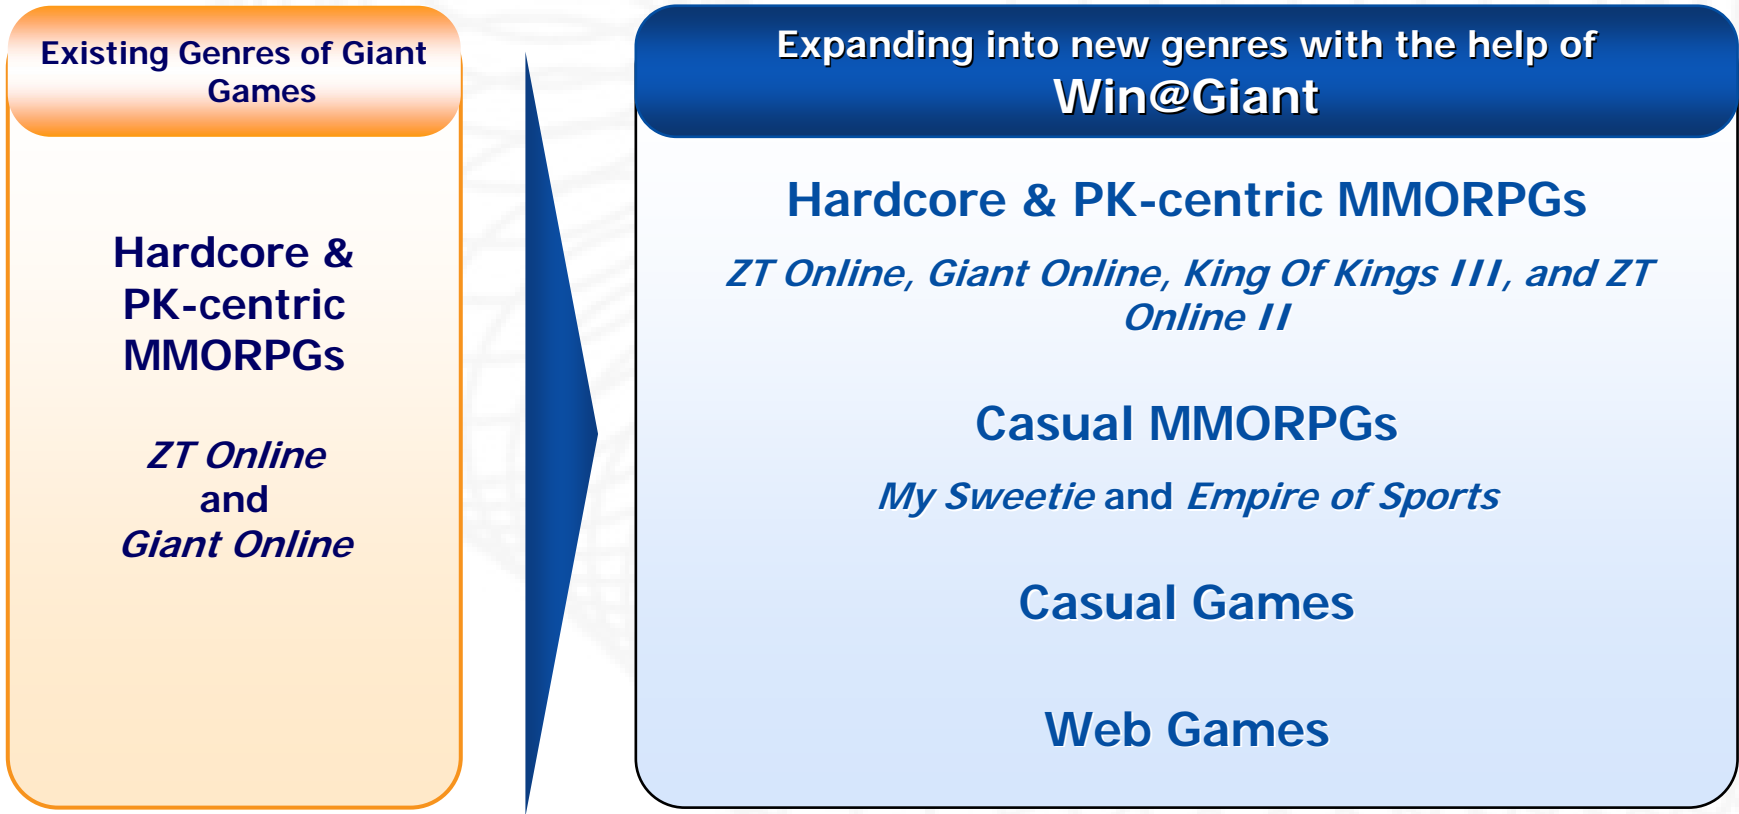 Existing Genres of Giant
Games
Hardcore &
PK-centric
MMORPGs
ZT Online
and
Giant Online
Expanding into new genres with the help of
Win@Giant
Hardcore & PK-centric MMORPGs
ZT Online, Giant Online, King Of Kings III, and ZT
Online II
Casual MMORPGs
My Sweetie and Empire of Sports
Casual Games
Web Games